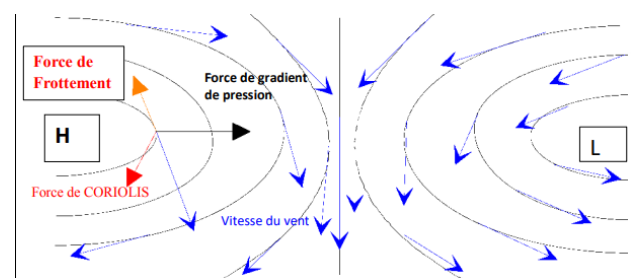 Force de
Frottement
Force de gradient
de pression
H
L
Force de CORIOLIS
Vitesse du vent